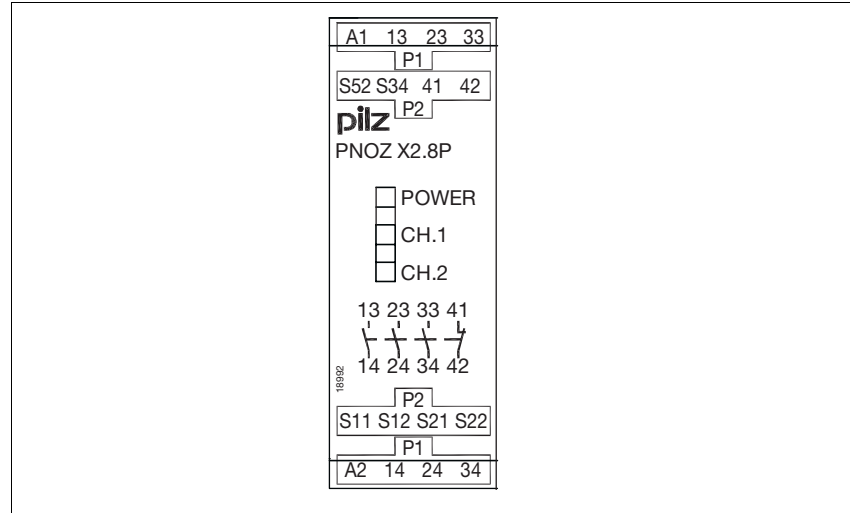 A1 13 23 33
P1
S52 S34 41 42
P2
pilz
PNOZ X2.8P
POWER
CH.1
CH.2
13 23 33 41
14 24 34 42
18992
P2
S11 S12 S21 S22
P1
A2 14 24 34